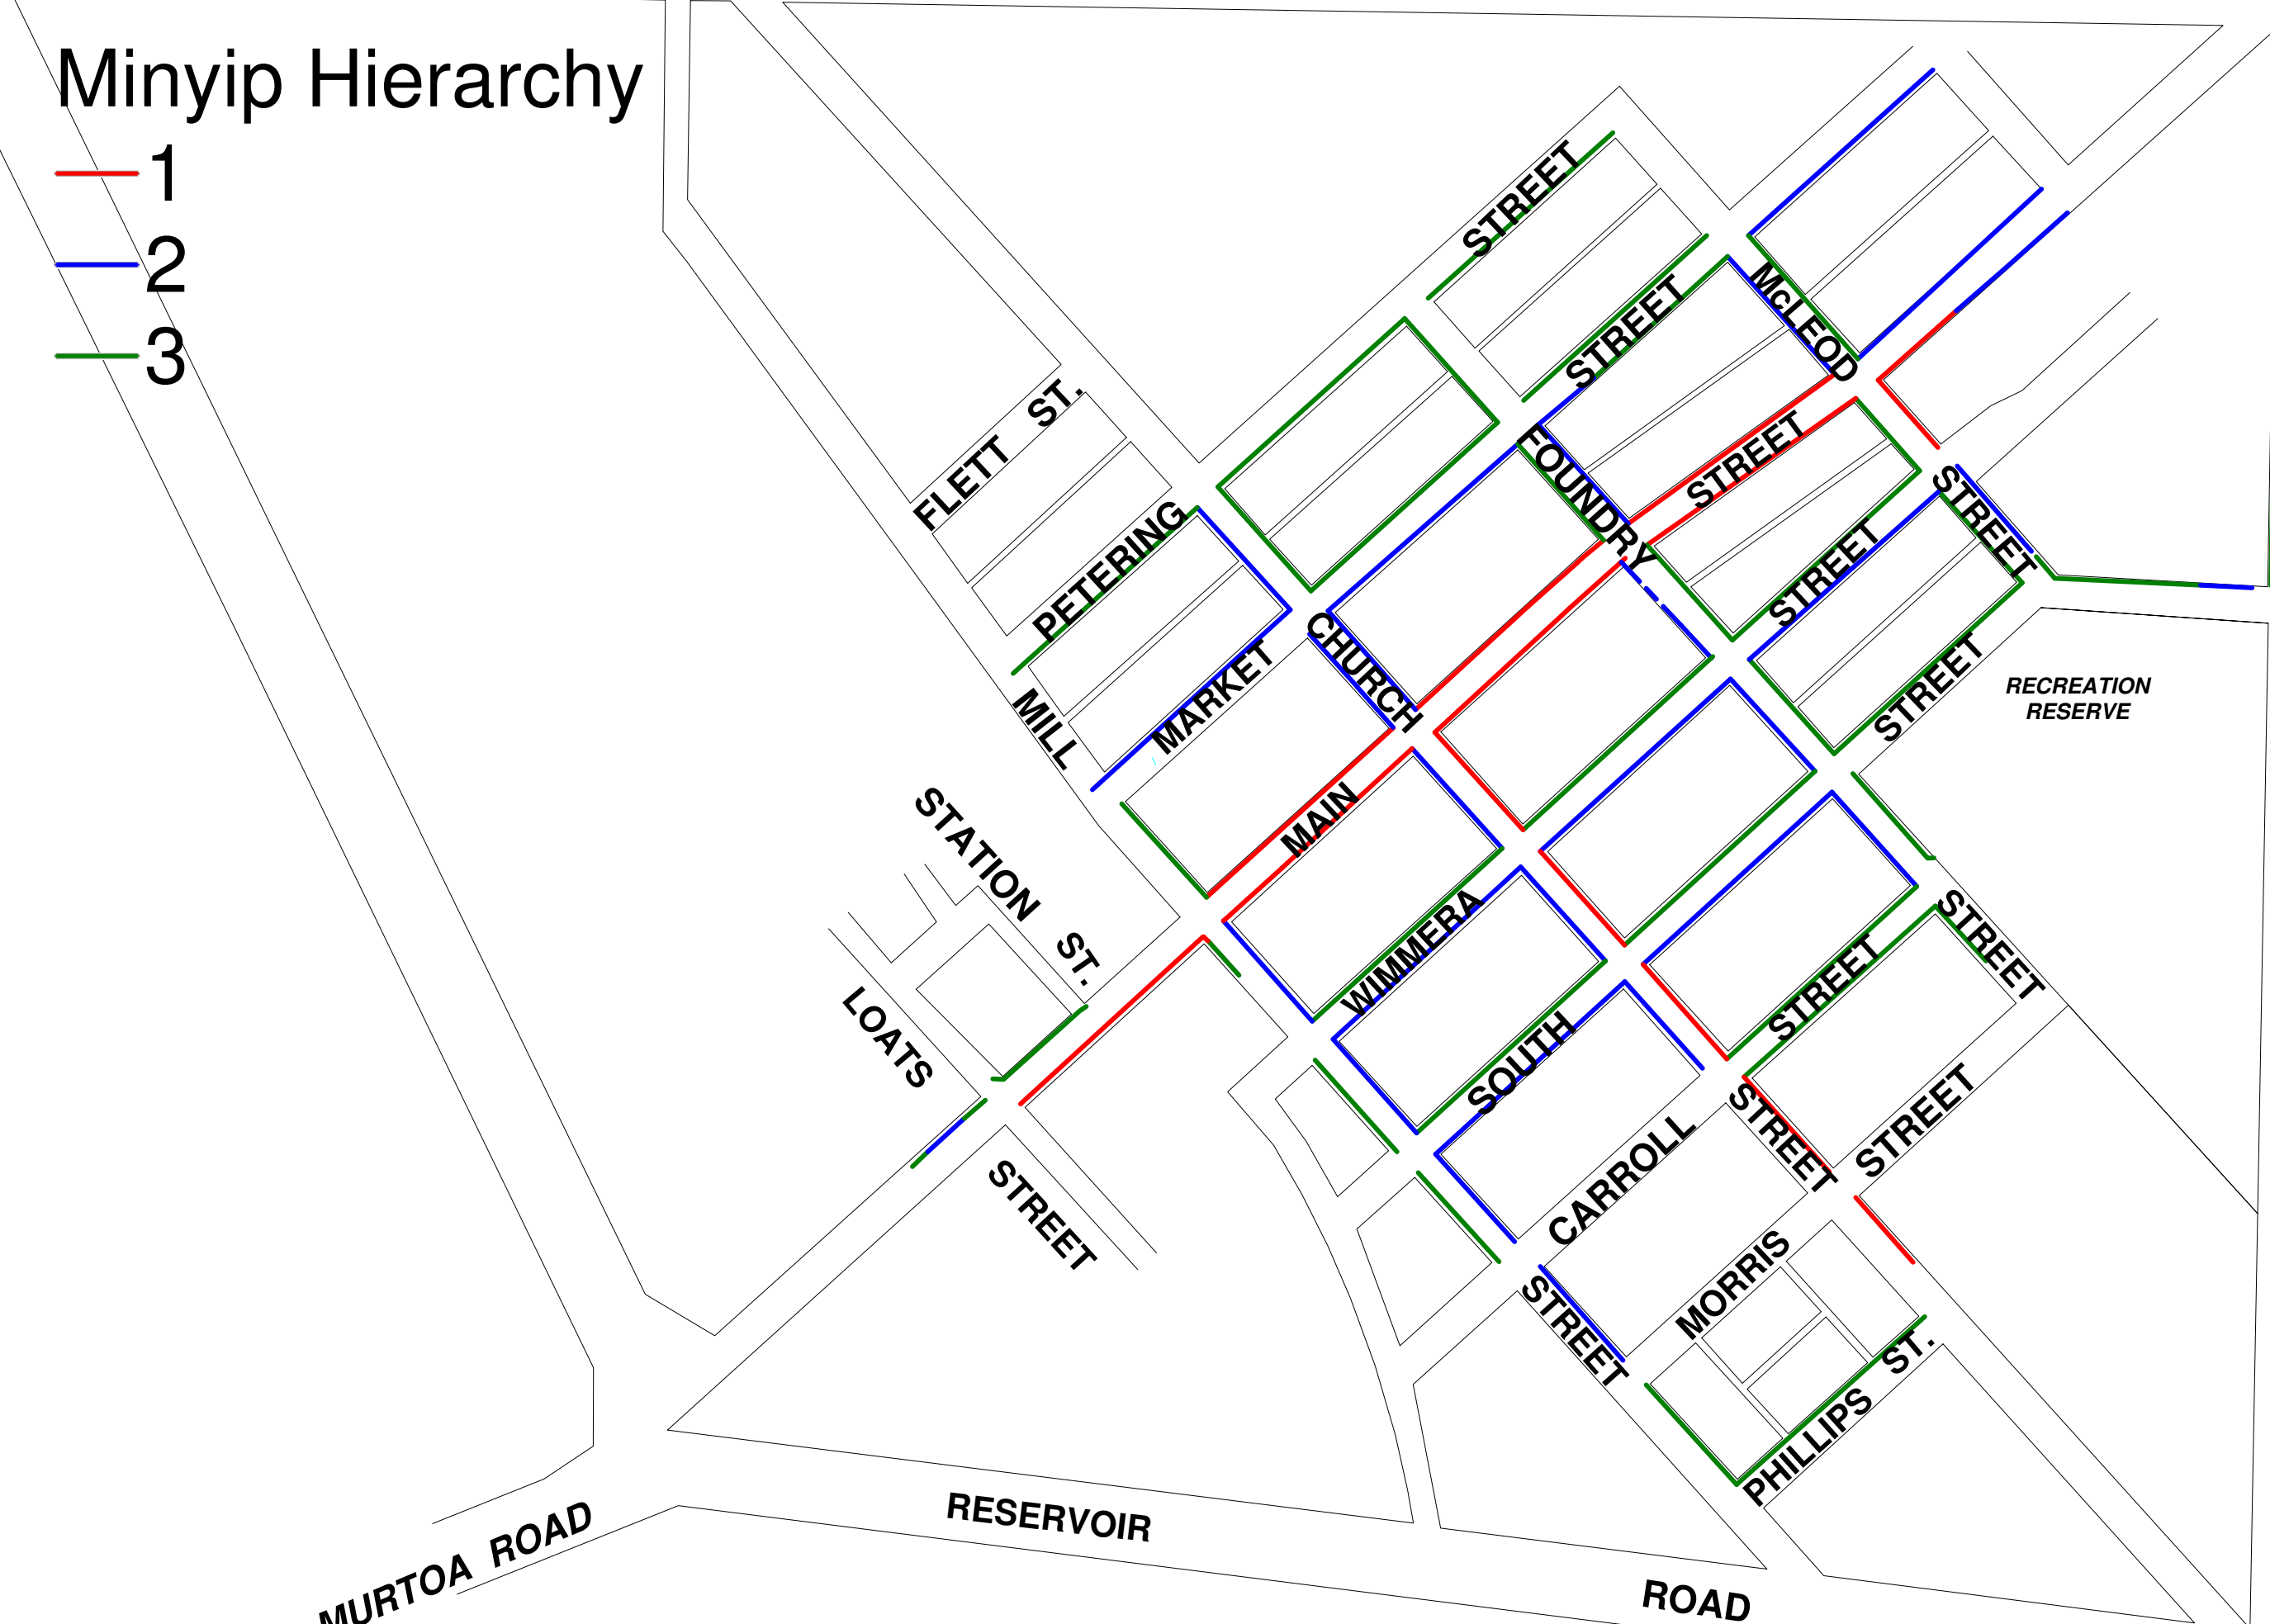 Minyip Hierarchy
1
2
3
STREET
STREET
McLEOD
FLETT ST.
FOUNDRY
STREET
STREET
PETERING
STREET
CHURCH
MARKET
STREET
RECREATION
RESERVE
MILL
MAIN
STATION ST.
WIMMERA
STREET
STREET
LOATS
SOUTH
STREET
STREET
CARROLL
STREET
STREET
MORRIS
STREET
PHILLIPS ST.
RESERVOIR
ROAD
MURTOA ROAD